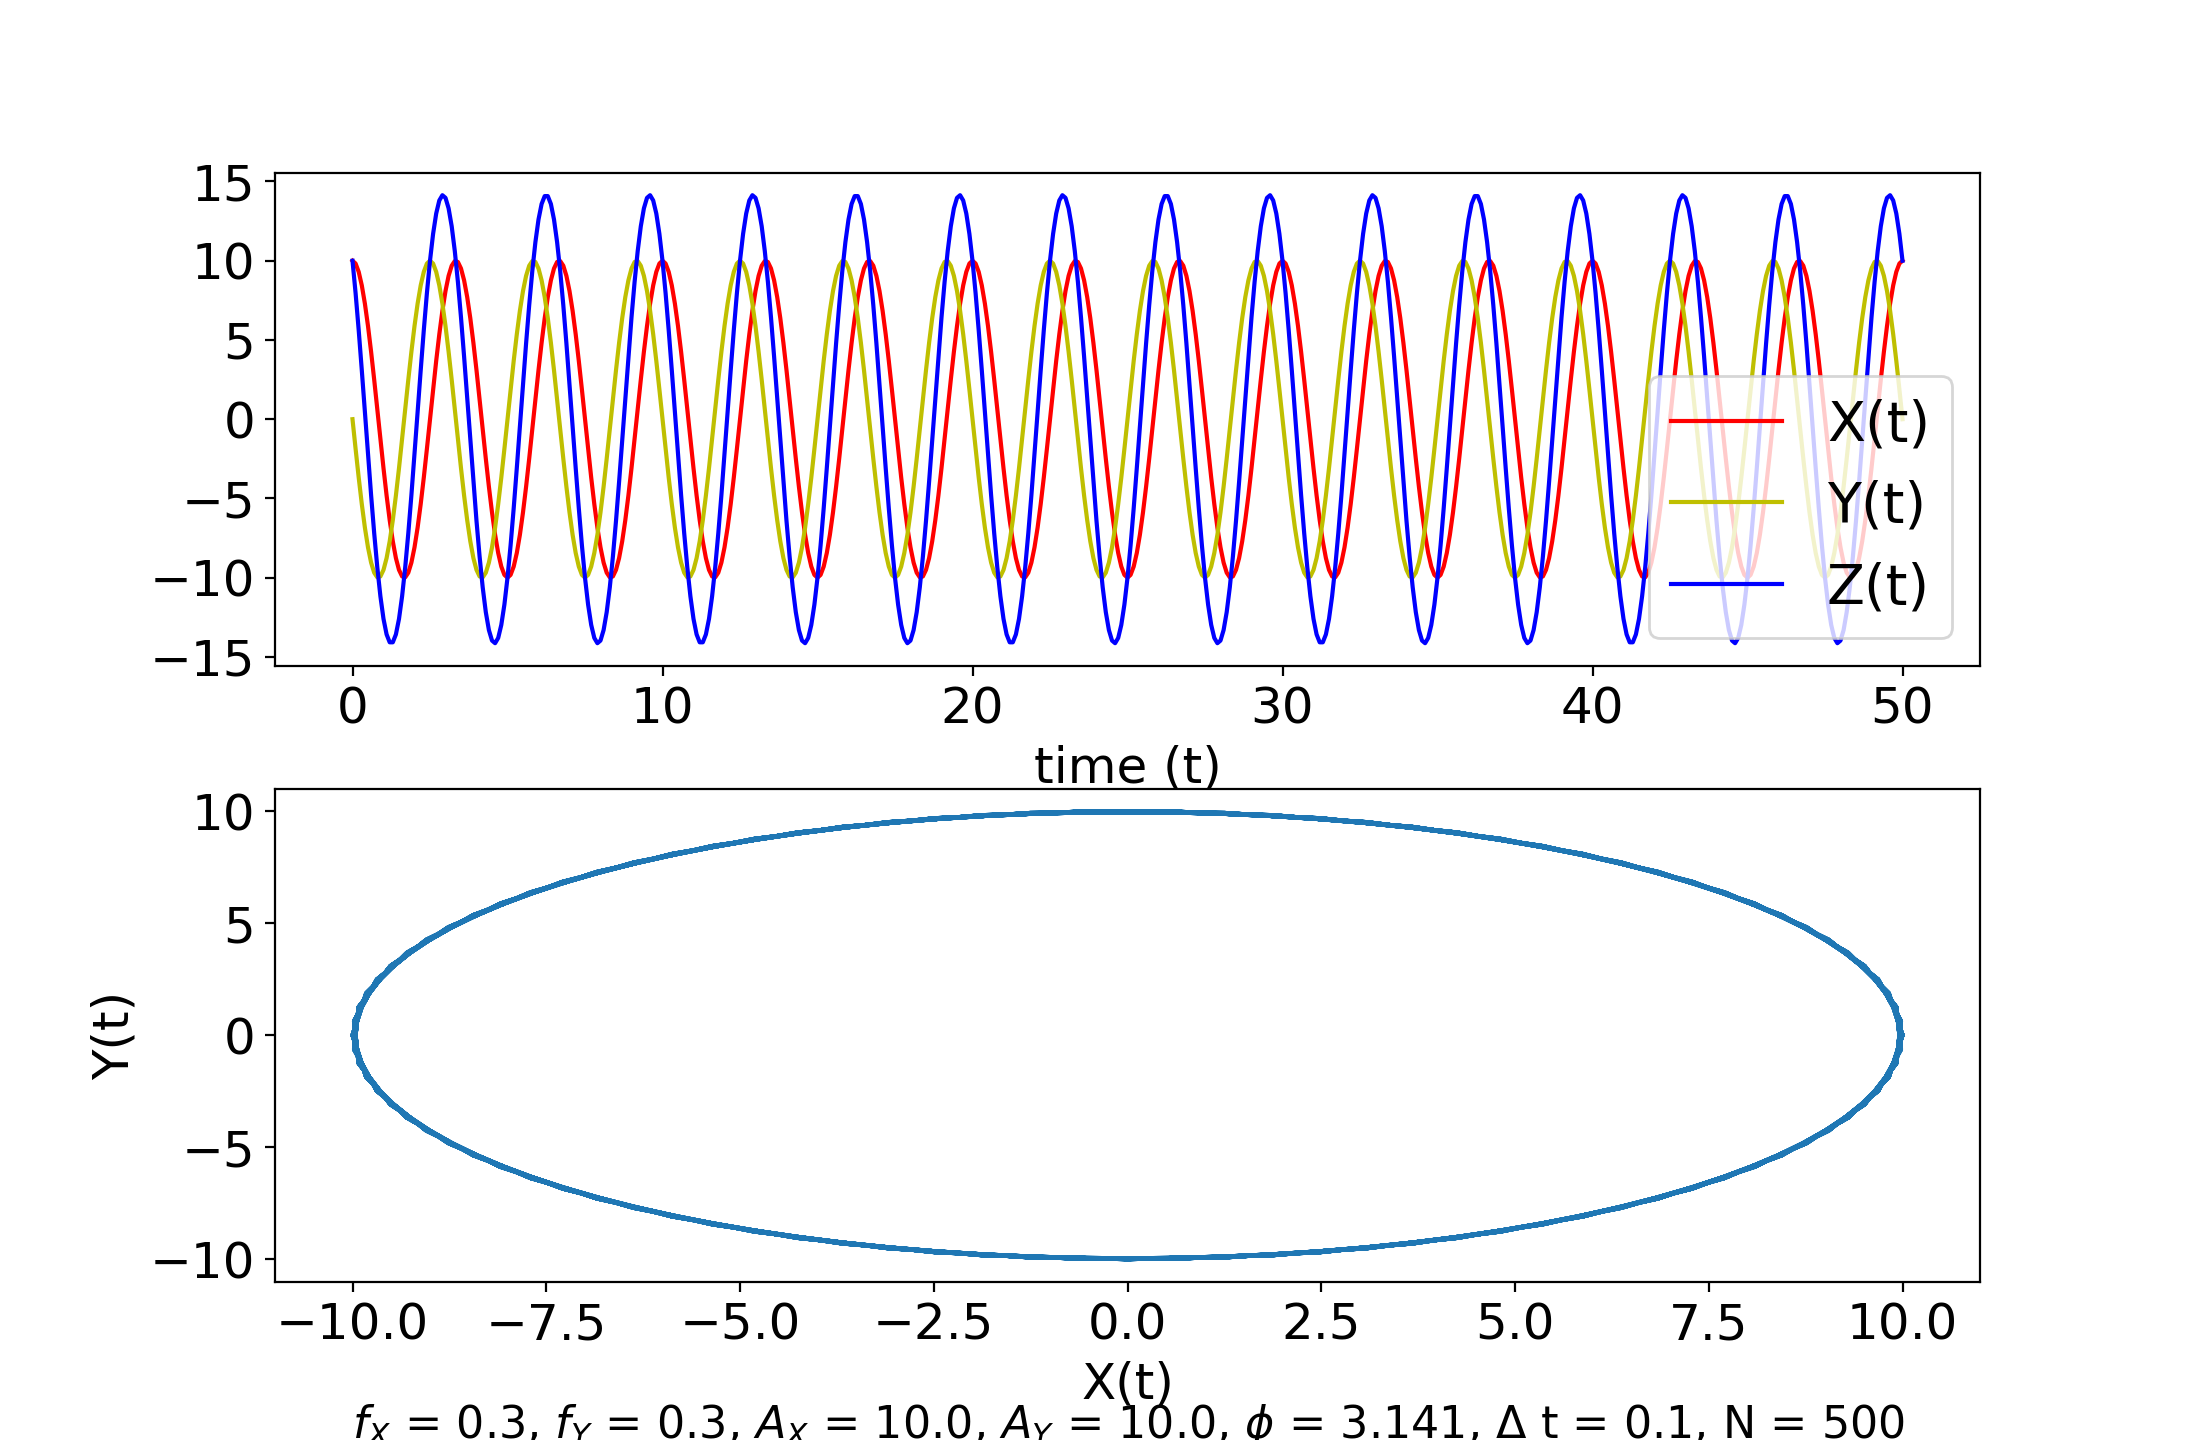 15
10
5
0
−5
−10
−15
X(t)
Y(t)
Z(t)
0 10 20 30 40 50
time (t)
10
5
0
−5
−10
Y(t)
−10.0 −7.5 −5.0 −2.5 0.0 2.5 5.0 7.5 10.0
X(t)
f_X = 0.3, f_Y = 0.3, A_X = 10.0, A_Y = 10.0, ϕ = 3.141, Δ t = 0.1, N = 500